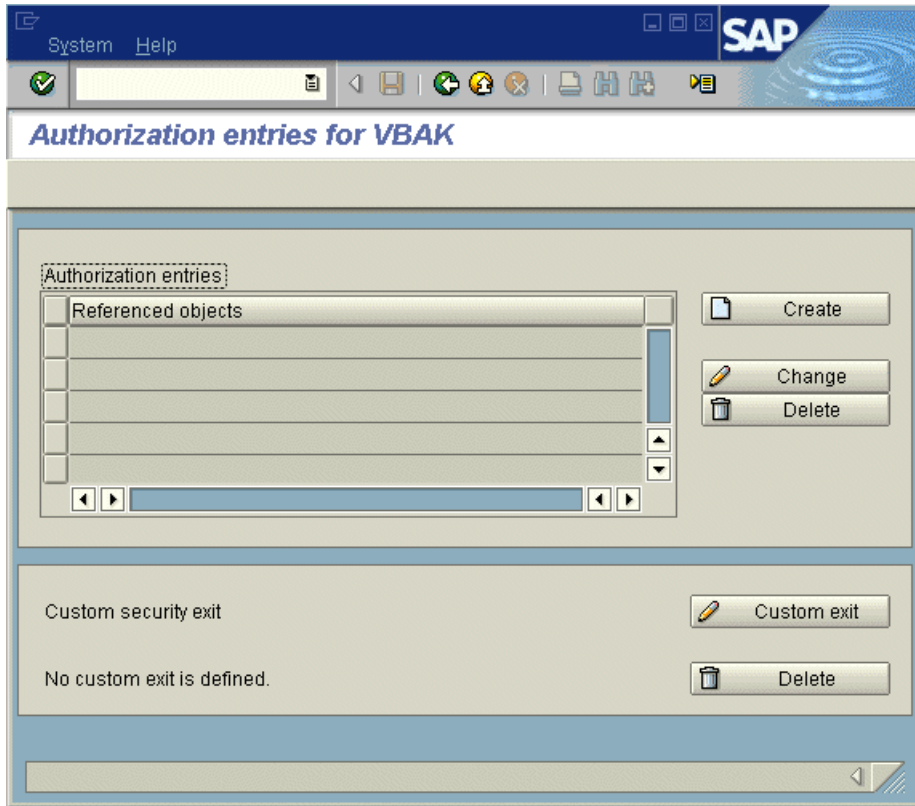 System Help
SAP
Authorization entries for VBAK
Authorization entries
Referenced objects
Create
Change
Delete
Custom security exit
Custom exit
No custom exit is defined.
Delete